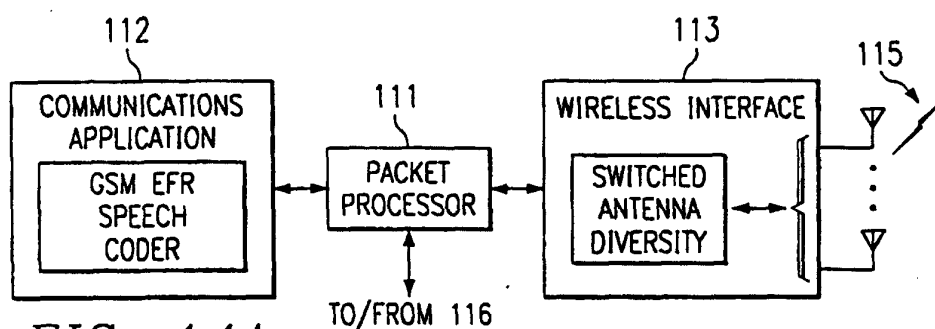 112
COMMUNICATIONS
APPLICATION
GSM EFR
SPEECH
CODER
111
PACKET
PROCESSOR
TO/FROM 116
113
WIRELESS INTERFACE
SWITCHED
ANTENNA
DIVERSITY
115